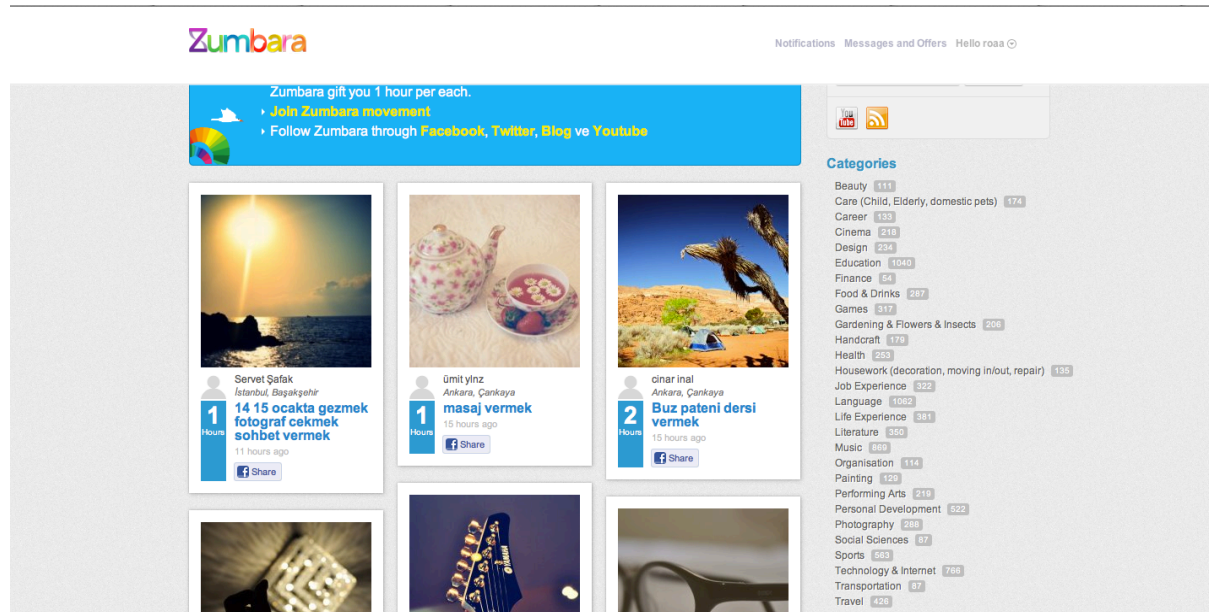 Zumbara
Notifications Messages and Offers Hello roaa
Zumbara gift you 1 hour per each.
Join Zumbara movement
Follow Zumbara through Facebook, Twitter, Blog ve Youtube
You
Tube
Categories
Beauty 111
Care (Child, Elderly, domestic pets) 174
Career 133
Cinema 218
Design 234
Education 1040
Finance 54
Food & Drinks 287
Games 317
Gardening & Flowers & Insects 206
Handcraft 179
Health 253
Housework (decoration, moving in/out, repair) 135
Job Experience 322
Language 1062
Life Experience 381
Literature 350
Music 869
Organisation 114
Painting 129
Performing Arts 219
Personal Development 522
Photography 288
Social Sciences 87
Sports 563
Technology & Internet 766
Transportation 87
Travel 426
Servet Şafak
İstanbul, Başakşehir
1
Hours
14 15 ocakta gezmek
fotograf cekmek
sohbet vermek
11 hours ago
Share
ümit ylnz
Ankara, Çankaya
1
Hours
masaj vermek
15 hours ago
Share
cinar inal
Ankara, Çankaya
2
Hours
Buz pateni dersi
vermek
15 hours ago
Share
YAMAHA